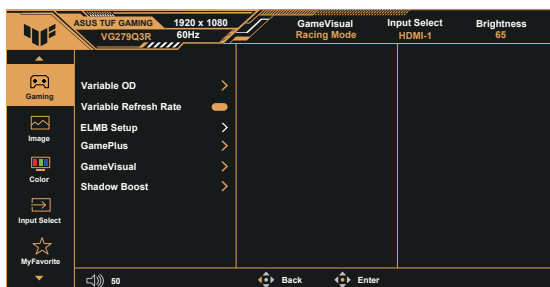 ASUS TUF GAMING 1920 x 1080
VG279Q3R 60Hz
GameVisual
Racing Mode
Input Select
HDMI-1
Brightness
65
Gaming
Image
Color
Input Select
MyFavorite
Variable OD
Variable Refresh Rate
ELMB Setup
GamePlus
GameVisual
Shadow Boost
50
Back
Enter